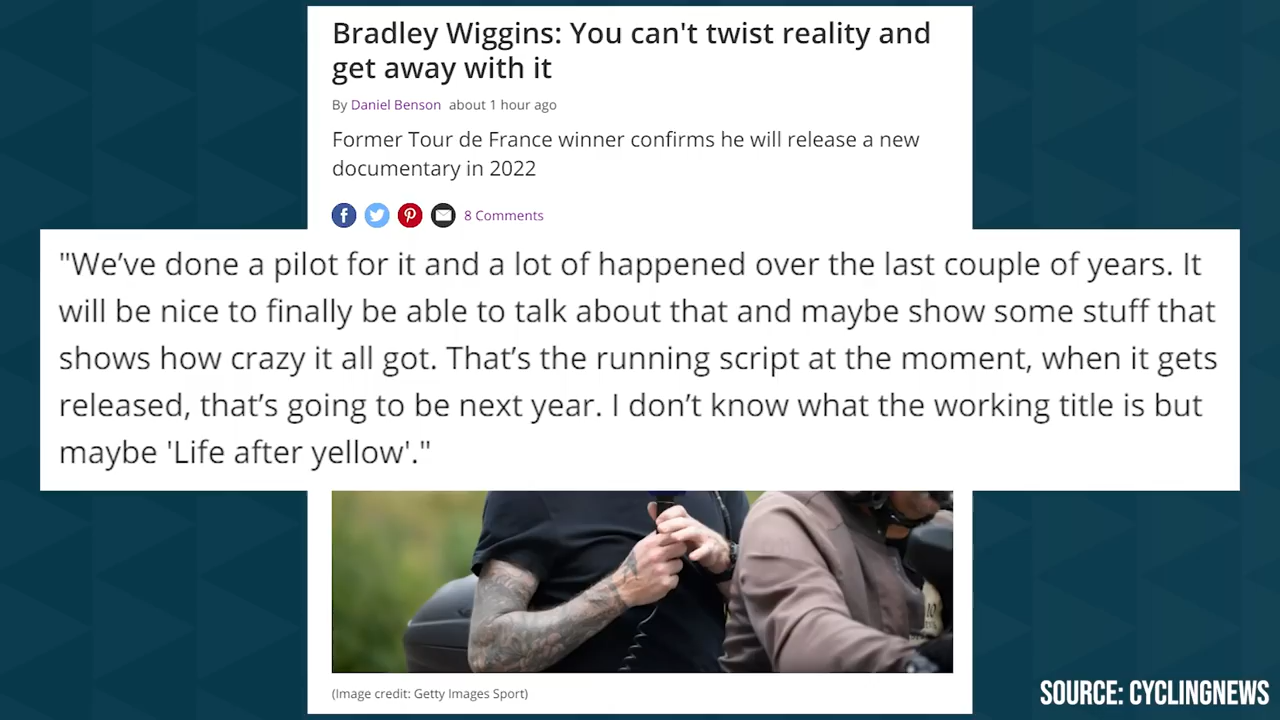 Bradley Wiggins: You can't twist reality and
get away with it
By Daniel Benson about 1 hour ago
Former Tour de France winner confirms he will release a new
documentary in 2022
8 Comments
"We’ve done a pilot for it and a lot of happened over the last couple of years. It
will be nice to finally be able to talk about that and maybe show some stuff that
shows how crazy it all got. That’s the running script at the moment, when it gets
released, that’s going to be next year. I don’t know what the working title is but
maybe 'Life after yellow'."
10
(Image credit: Getty Images Sport)
SOURCE: CYCLINGNEWS